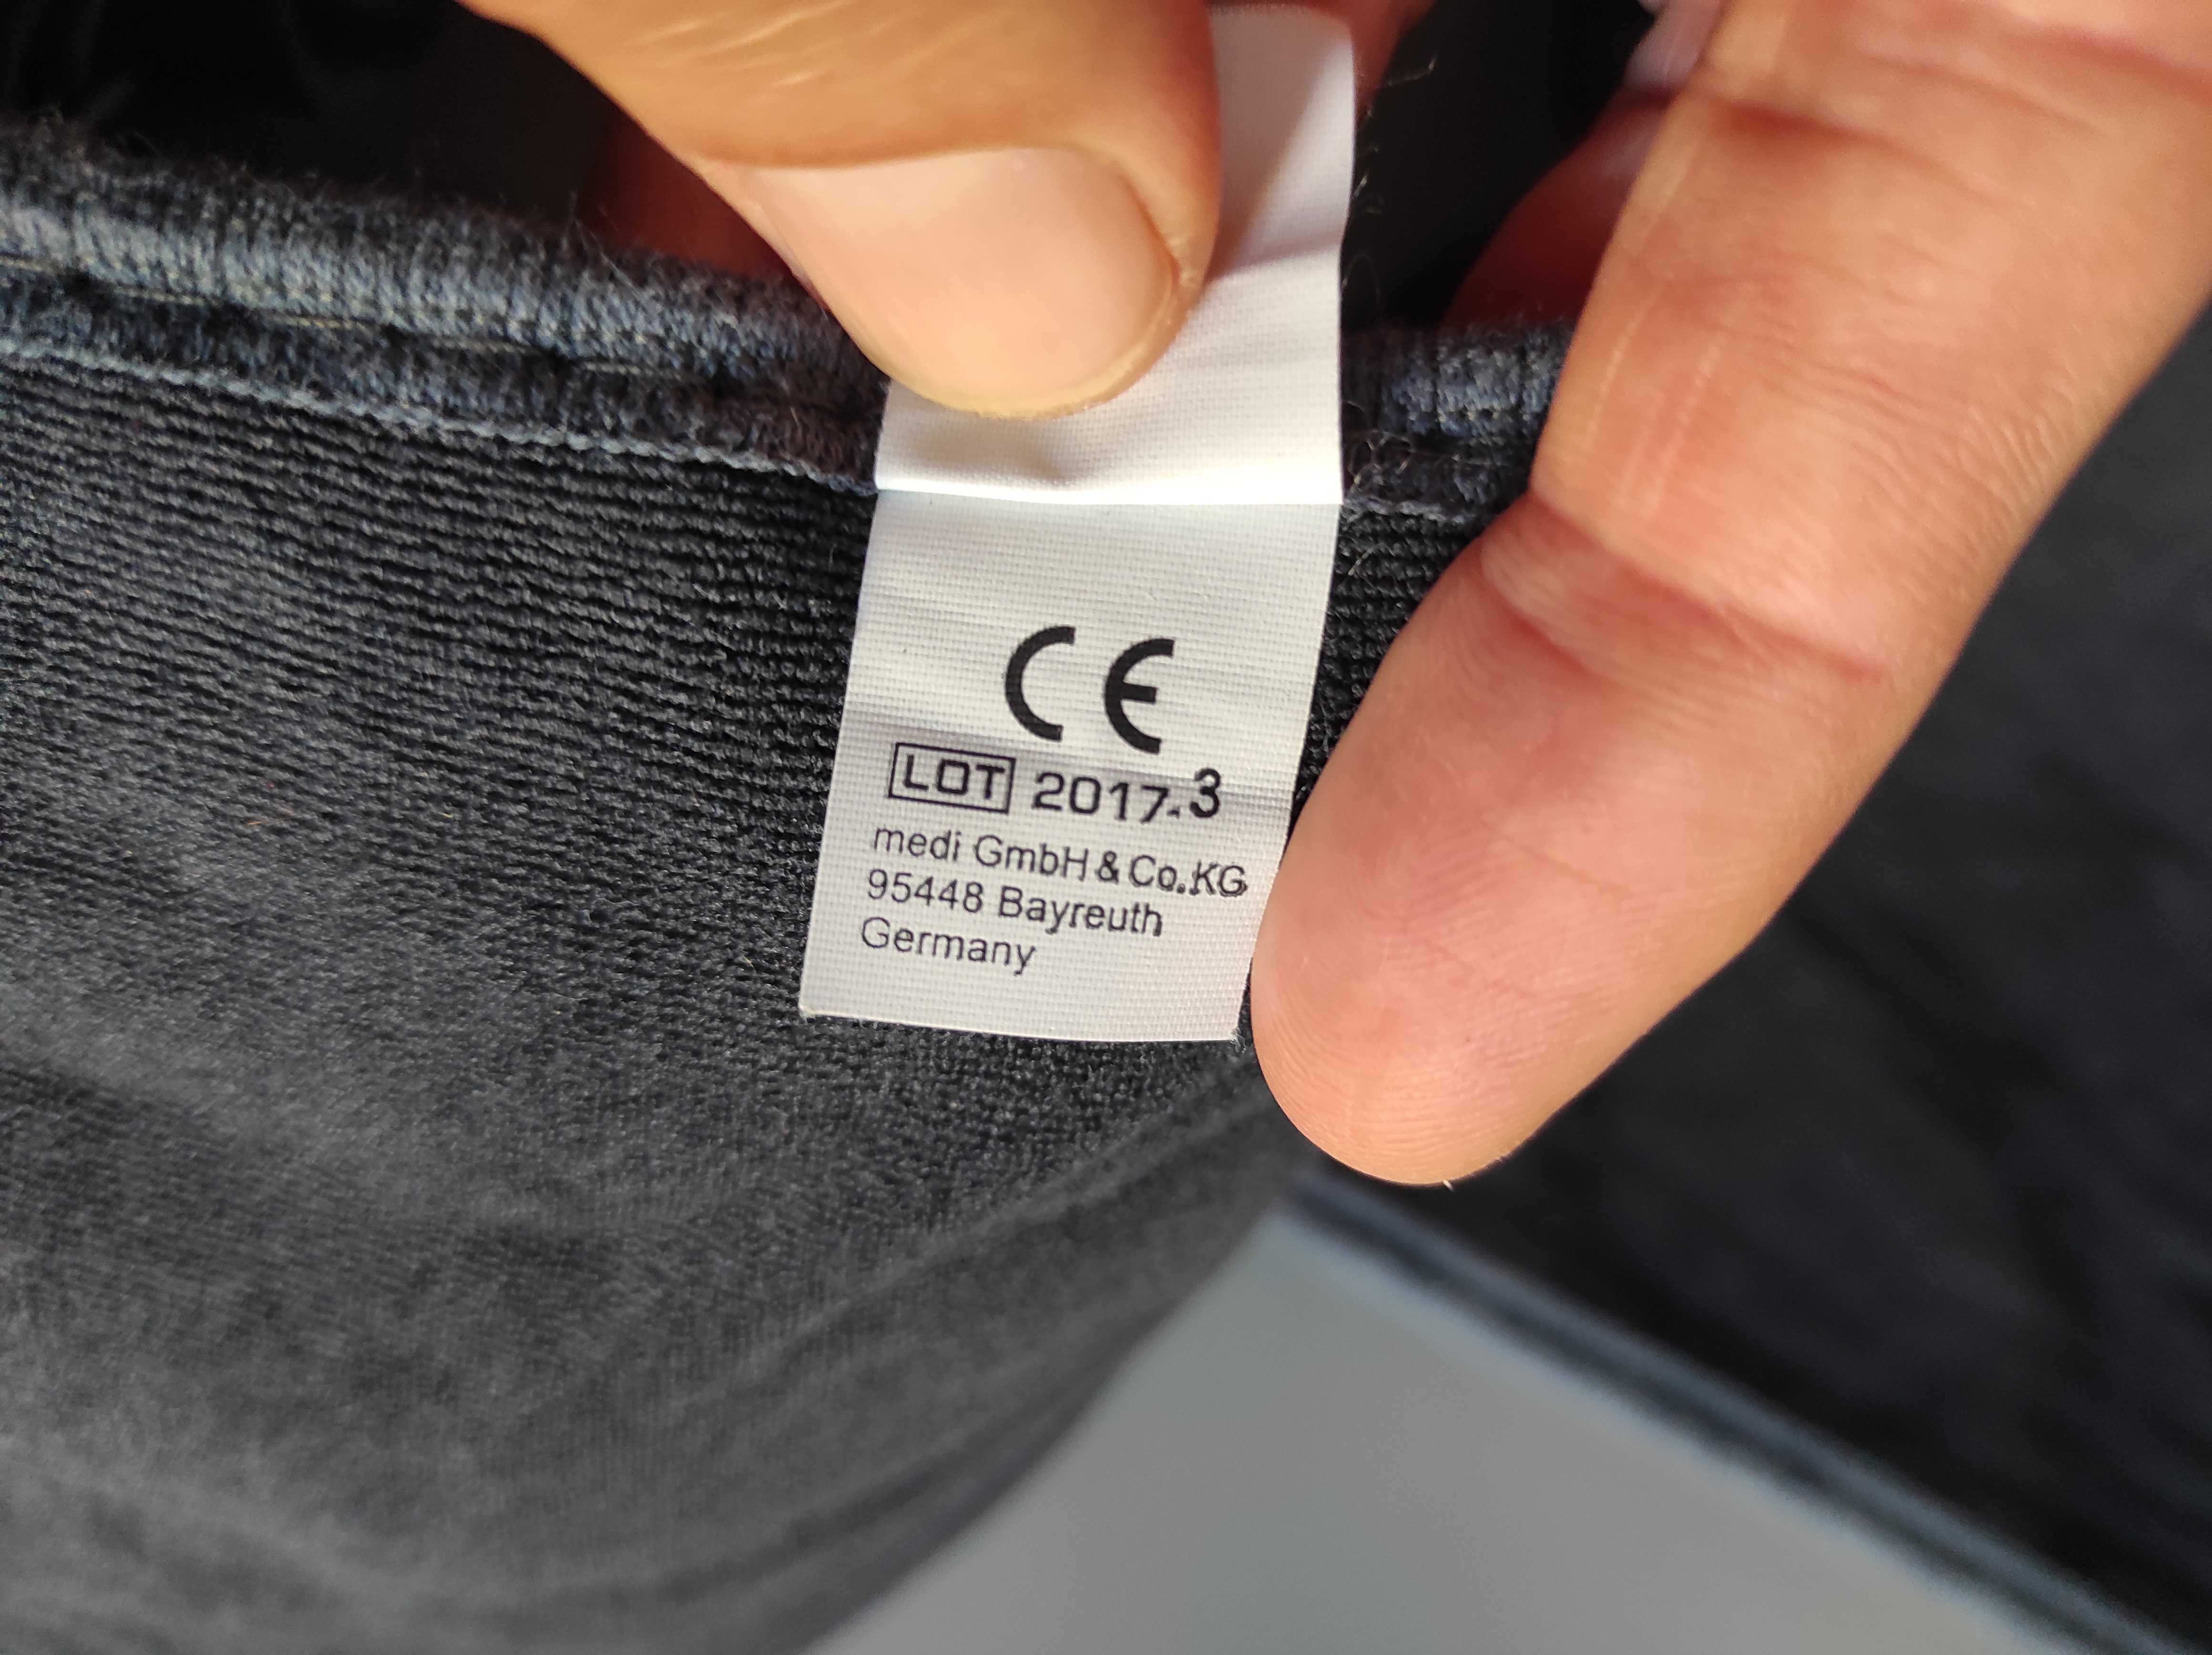 CE
LOT 2017.3
medi GmbH & Co.KG
95448 Bayreuth
Germany